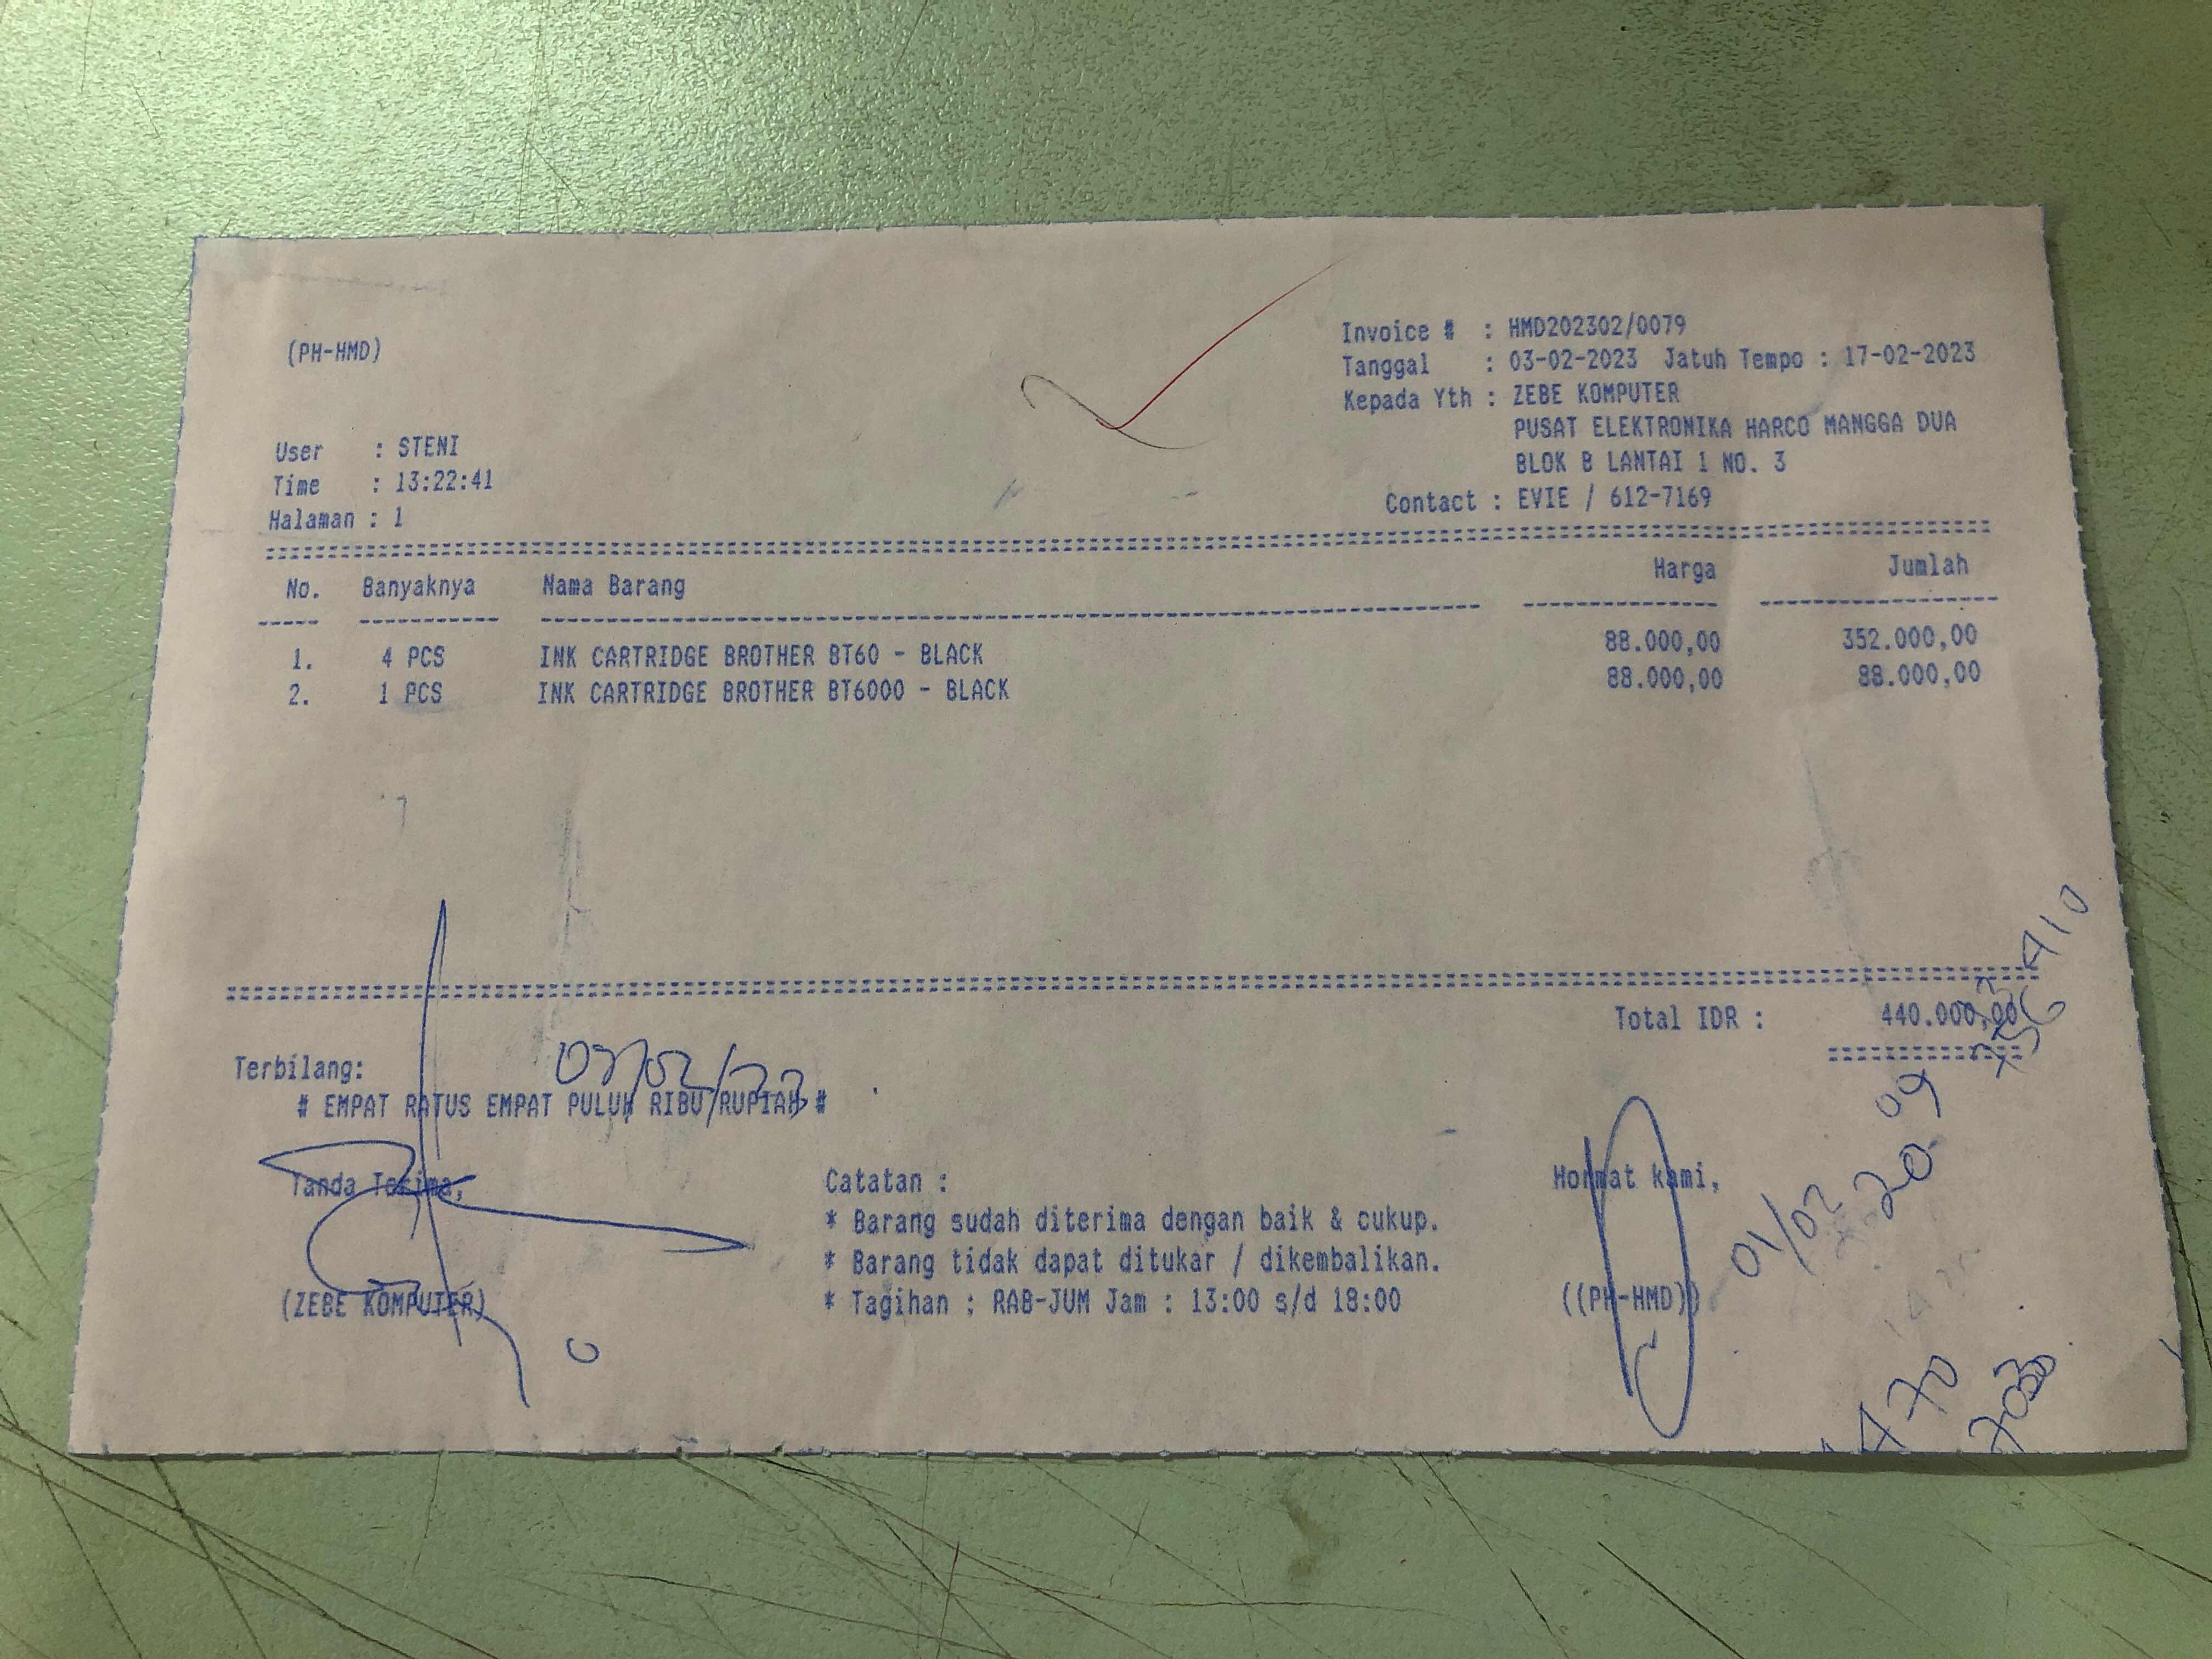 (PH-HMD)
Invoice # : HMD202302/0079
Tanggal : 03-02-2023 Jatuh Tempo : 17-02-2023
Kepada Yth : ZEBE KOMPUTER
PUSAT ELEKTRONIKA HARCO MANGGA DUA
BLOK B LANTAI 1 NO. 3
Contact : EVIE / 612-7169
User : STENI
Time : 13:22:41
Halaman : 1
No. Banyaknya Nama Barang Harga Jumlah
1. 4 PCS INK CARTRIDGE BROTHER BT60 - BLACK 88.000,00 352.000,00
2. 1 PCS INK CARTRIDGE BROTHER BT6000 - BLACK 88.000,00 88.000,00
Total IDR : 440.000,00
Terbilang:
# EMPAT RATUS EMPAT PULUH RIBU RUPIAH #
Tanda Terima,
(ZEBE KOMPUTER)
Catatan :
* Barang sudah diterima dengan baik & cukup.
* Barang tidak dapat ditukar / dikembalikan.
* Tagihan : RAB-JUM Jam : 13:00 s/d 18:00
Hormat kami,
((PH-HMD))
01/02